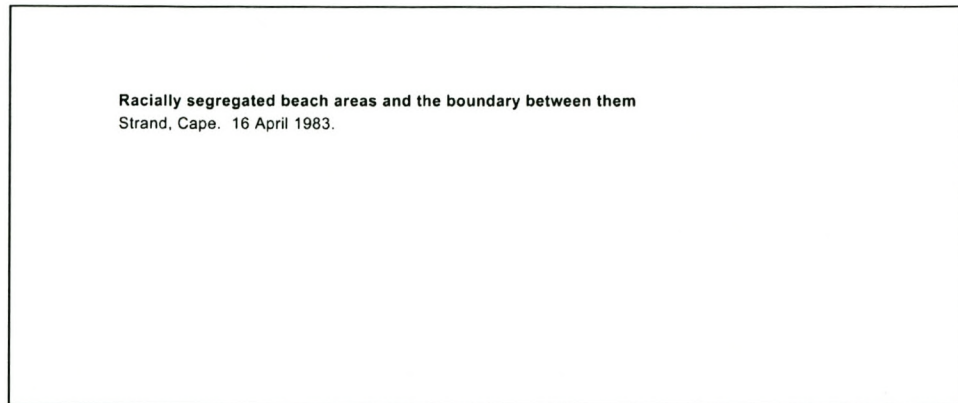 Racially segregated beach areas and the boundary between them
Strand, Cape.  16 April 1983.